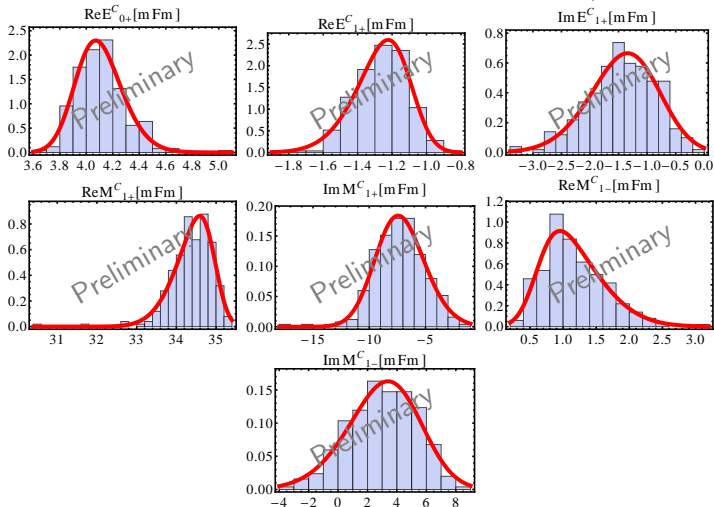 ReE^C_0+[mFm]
2.5
2.0
1.5
1.0
0.5
0.0
3.6 3.8 4.0 4.2 4.4 4.6 4.8 5.0
Preliminary
ReE^C_1+[mFm]
2.5
2.0
1.5
1.0
0.5
0.0
-1.8 -1.6 -1.4 -1.2 -1.0 -0.8
Preliminary
ImE^C_1+[mFm]
0.8
0.6
0.4
0.2
0.0
-3.0 -2.5 -2.0 -1.5 -1.0 -0.5 0.0
Preliminary
ReM^C_1+[mFm]
0.8
0.6
0.4
0.2
0.0
31 32 33 34 35
Preliminary
ImM^C_1+[mFm]
0.20
0.15
0.10
0.05
0.00
-15 -10 -5
Preliminary
ReM^C_1-[mFm]
1.2
1.0
0.8
0.6
0.4
0.2
0.0
0.5 1.0 1.5 2.0 2.5 3.0
Preliminary
ImM^C_1-[mFm]
0.15
0.10
0.05
0.00
-4 -2 0 2 4 6 8
Preliminary